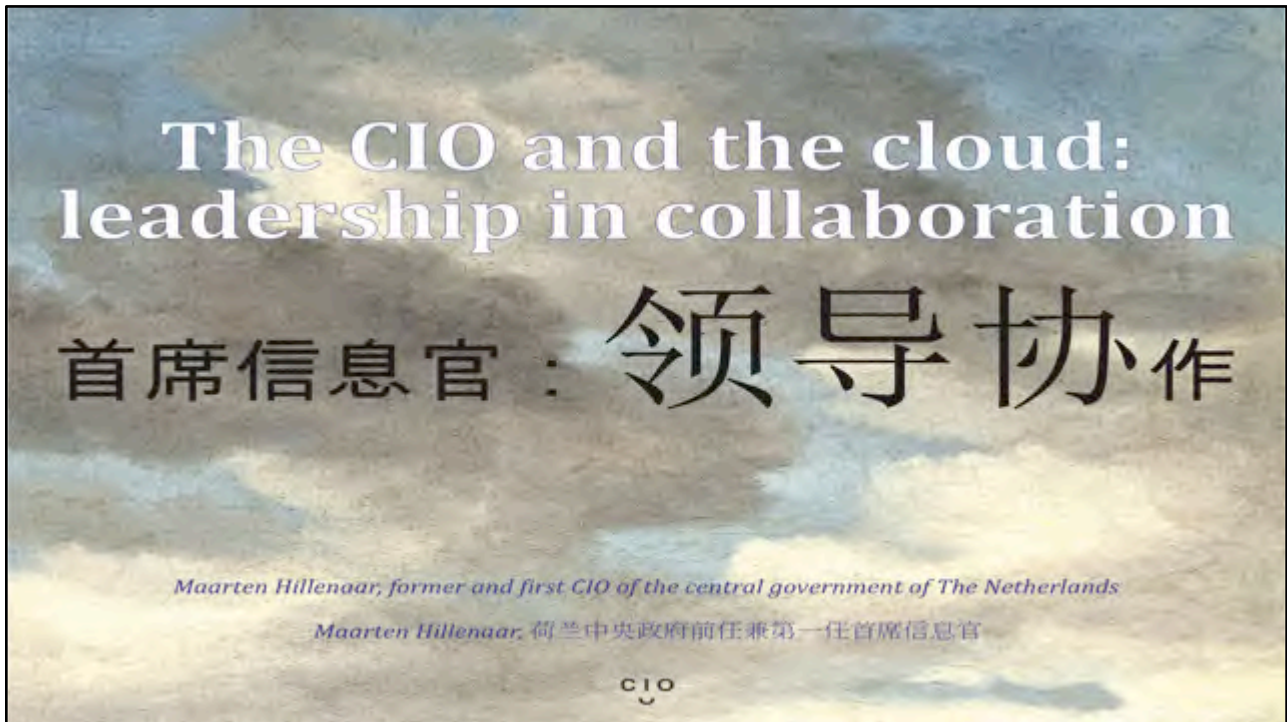 The CIO and the cloud:
leadership in collaboration
首席信息官：领导协作
Maarten Hillenaar, former and first CIO of the central government of The Netherlands
Maarten Hillenaar, 荷兰中央政府前任兼第一任首席信息官
CIO